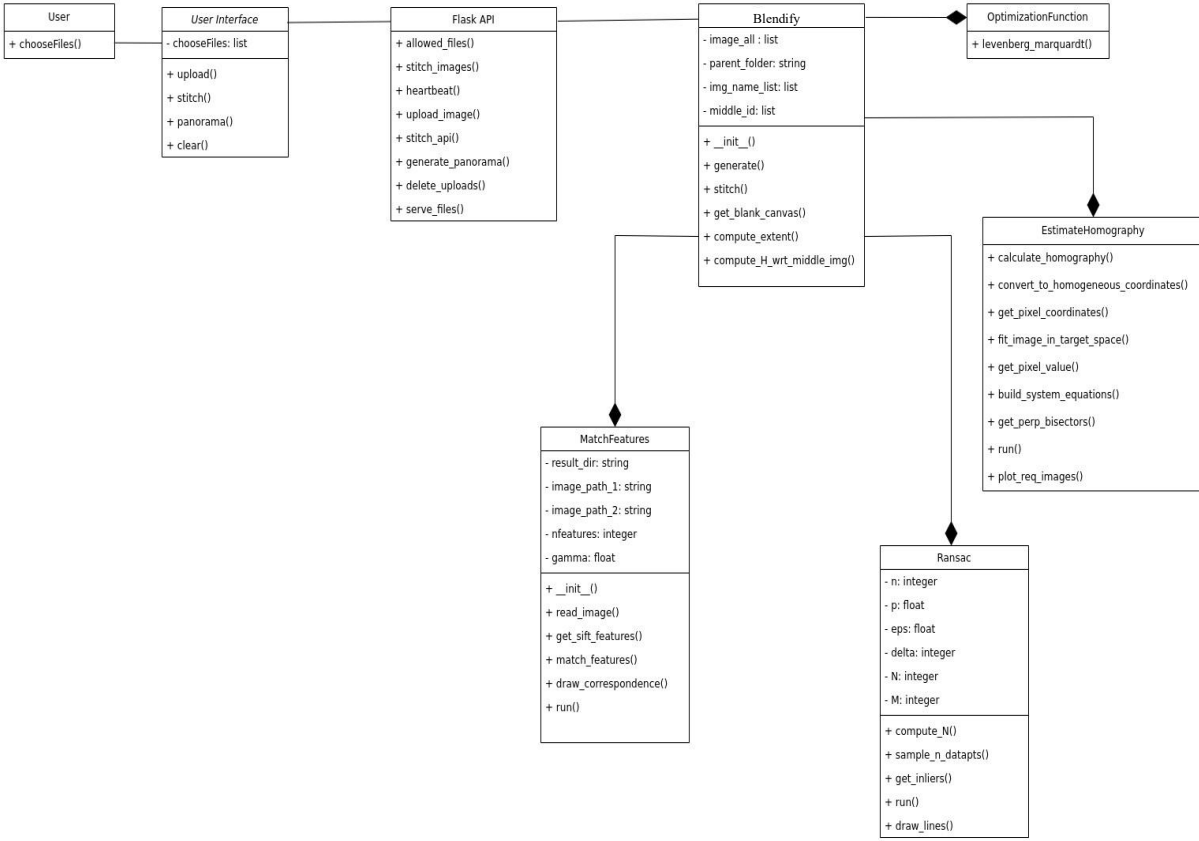 User
+ chooseFiles()
User Interface
- chooseFiles: list
+ upload()
+ stitch()
+ panorama()
+ clear()
Flask API
+ allowed_files()
+ stitch_images()
+ heartbeat()
+ upload_image()
+ stitch_api()
+ generate_panorama()
+ delete_uploads()
+ serve_files()
Blendify
- image_all : list
- parent_folder: string
- img_name_list: list
- middle_id: list
+ __init__()
+ generate()
+ stitch()
+ get_blank_canvas()
+ compute_extent()
+ compute_H_wrt_middle_img()
OptimizationFunction
+ levenberg_marquardt()
EstimateHomography
+ calculate_homography()
+ convert_to_homogeneous_coordinates()
+ get_pixel_coordinates()
+ fit_image_in_target_space()
+ get_pixel_value()
+ build_system_equations()
+ get_perp_bisectors()
+ run()
+ plot_req_images()
MatchFeatures
- result_dir: string
- image_path_1: string
- image_path_2: string
- nfeatures: integer
- gamma: float
+ __init__()
+ read_image()
+ get_sift_features()
+ match_features()
+ draw_correspondence()
+ run()
Ransac
- n: integer
- p: float
- eps: float
- delta: integer
- N: integer
- M: integer
+ compute_N()
+ sample_n_datapts()
+ get_inliers()
+ run()
+ draw_lines()